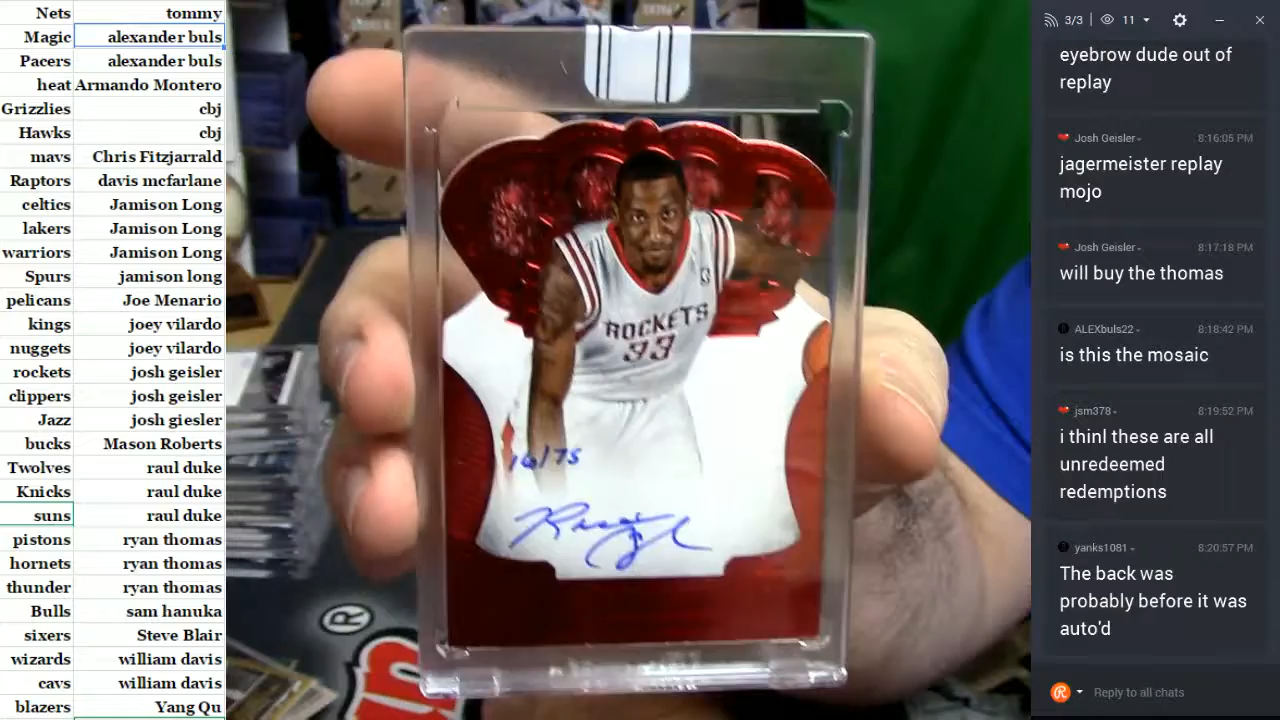 Nets tommy
Magic alexander buls
Pacers alexander buls
heat Armando Montero
Grizzlies cbj
Hawks cbj
mavs Chris Fitzjarrald
Raptors davis mcfarlane
celtics Jamison Long
lakers Jamison Long
warriors Jamison Long
Spurs jamison long
pelicans Joe Menario
kings joey vilardo
nuggets joey vilardo
rockets josh geisler
clippers josh geisler
Jazz josh giesler
bucks Mason Roberts
Twolves raul duke
Knicks raul duke
suns raul duke
pistons ryan thomas
hornets ryan thomas
thunder ryan thomas
Bulls sam hanuka
sixers Steve Blair
wizards william davis
cavs william davis
blazers Yang Qu
ROCKETS
33
16/75
®
3/3 11
eyebrow dude out of
replay
Josh Geisler 8:16:05 PM
jagermeister replay
mojo
Josh Geisler 8:17:18 PM
will buy the thomas
ALEXbuls22 8:18:42 PM
is this the mosaic
jsm378 8:19:52 PM
i thinl these are all
unredeemed
redemptions
yanks1081 8:20:57 PM
The back was
probably before it was
auto'd
Reply to all chats